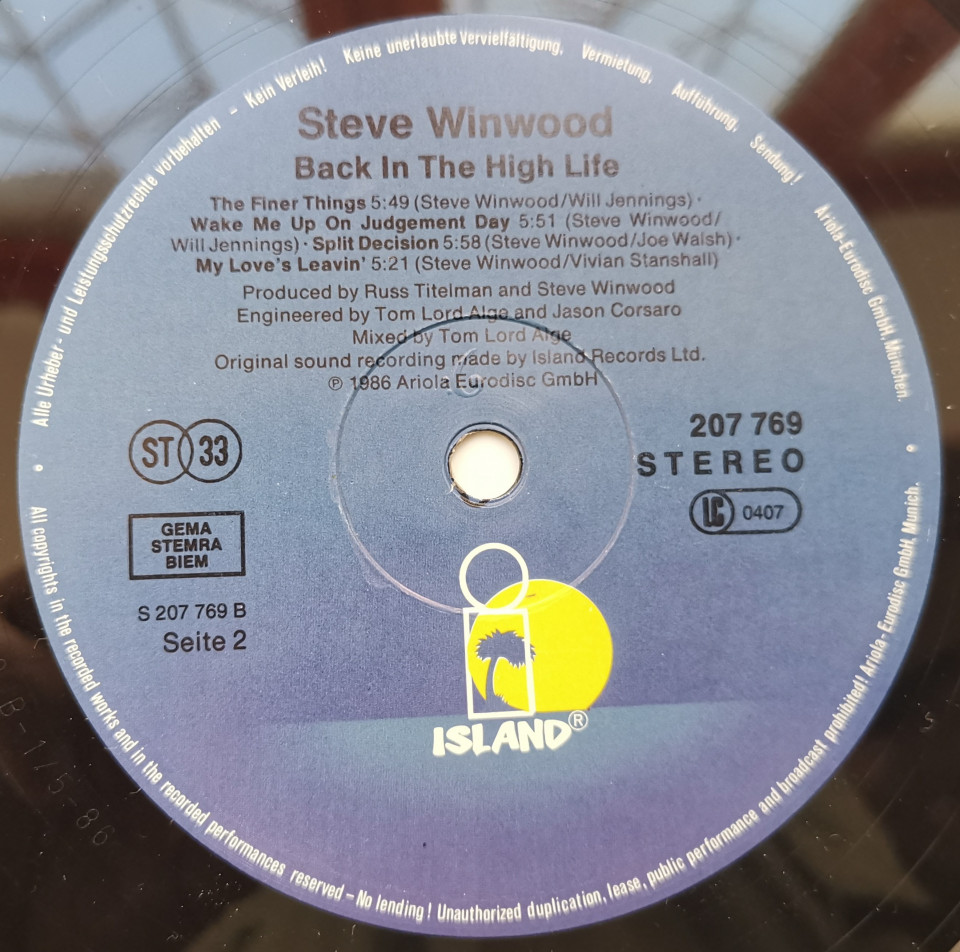 Alle Urheber- und Leistungsschutzrechte vorbehalten – Kein Verleih! Keine unerlaubte Vervielfältigung, Vermietung, Aufführung, Sendung! Ariola-Eurodisc GmbH, München.
Steve Winwood
Back In The High Life
The Finer Things 5:49 (Steve Winwood/Will Jennings) ·
Wake Me Up On Judgement Day 5:51 (Steve Winwood/
Will Jennings) · Split Decision 5:58 (Steve Winwood/Joe Walsh) ·
My Love's Leavin' 5:21 (Steve Winwood/Vivian Stanshall)
Produced by Russ Titelman and Steve Winwood
Engineered by Tom Lord Alge and Jason Corsaro
Mixed by Tom Lord Alge
Original sound recording made by Island Records Ltd.
℗ 1986 Ariola Eurodisc GmbH
ST 33
207 769
STEREO
LC 0407
GEMA
STEMRA
BIEM
S 207 769 B
Seite 2
ISLAND®
All copyrights in the recorded works and in the recorded performances reserved – No lending! Unauthorized duplication, lease, public performance and broadcast prohibited! Ariola-Eurodisc GmbH, Munich.